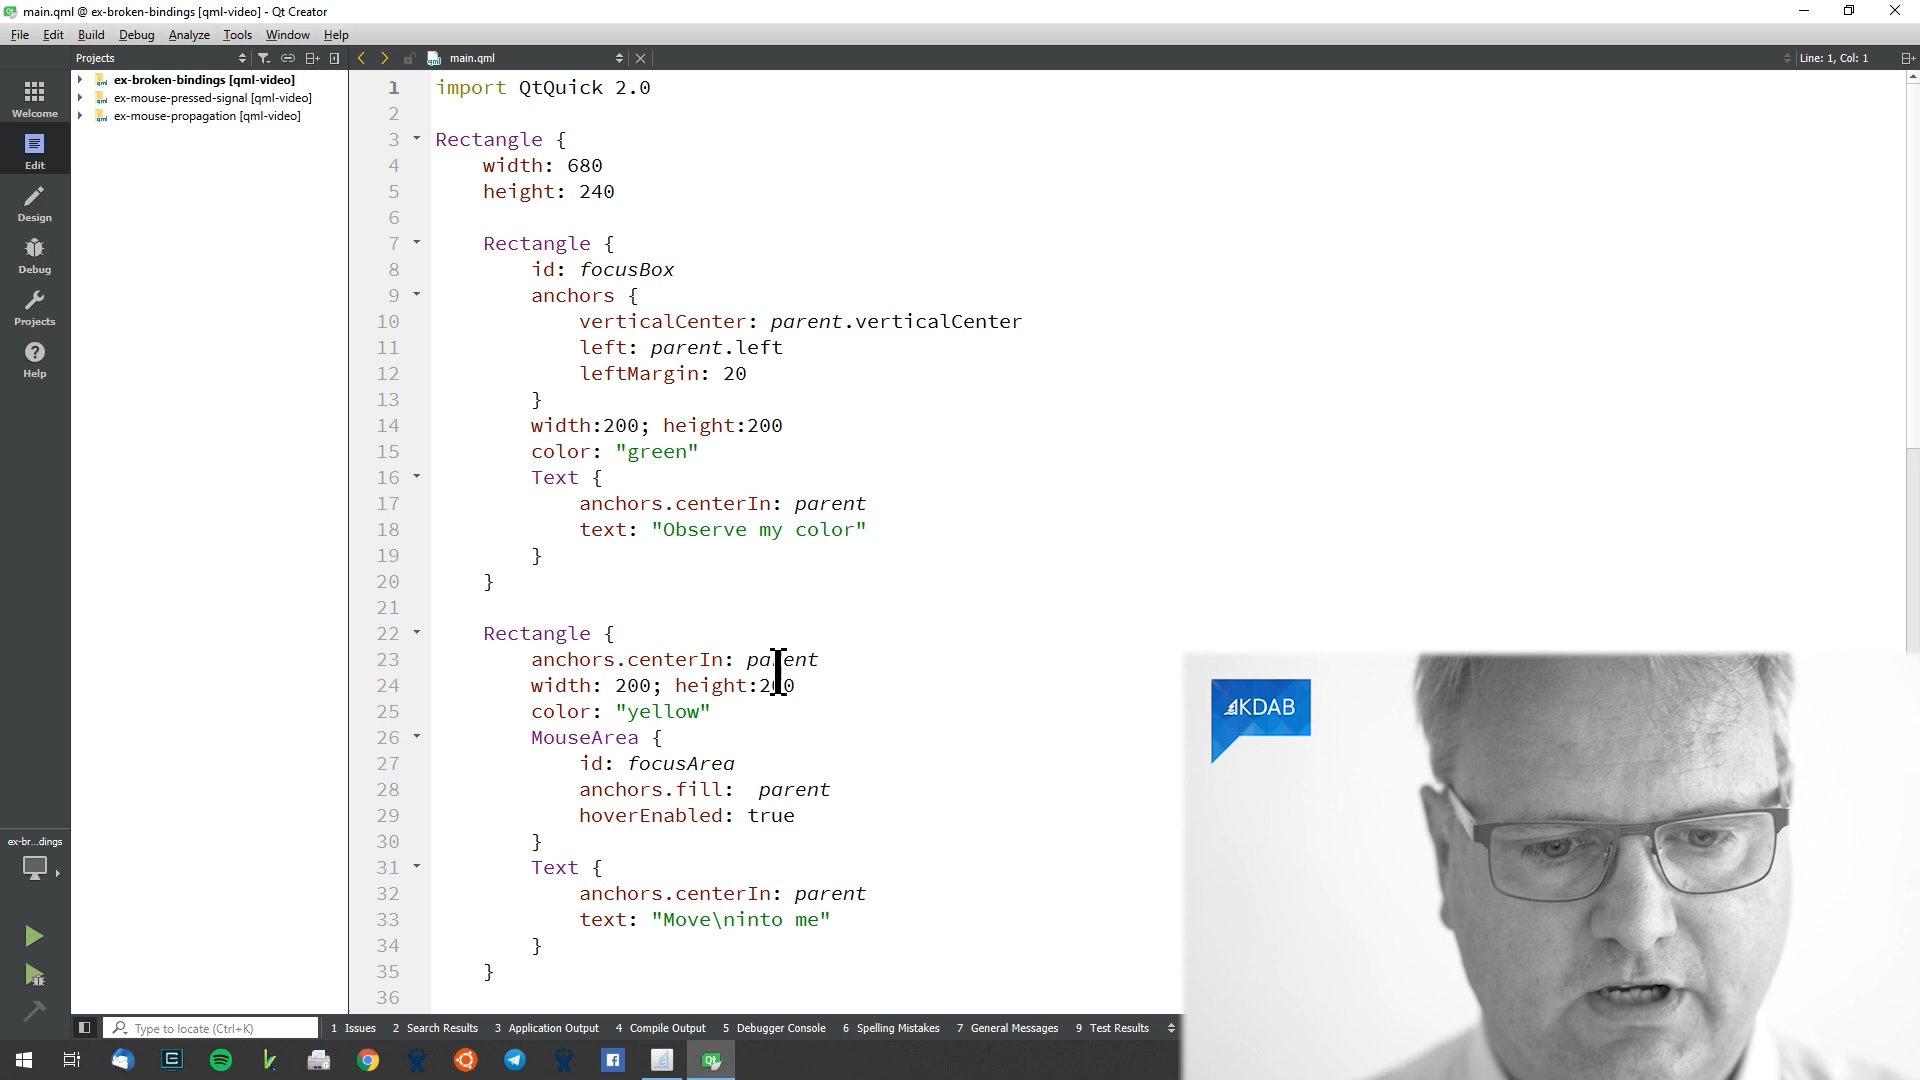 main.qml @ ex-broken-bindings [qml-video] - Qt Creator
File Edit Build Debug Analyze Tools Window Help
Projects main.qml Line: 1, Col: 1
ex-broken-bindings [qml-video]
ex-mouse-pressed-signal [qml-video]
ex-mouse-propagation [qml-video]
Welcome
Edit
Design
Debug
Projects
Help
ex-br...dings
1 import QtQuick 2.0
2
3 Rectangle {
4 width: 680
5 height: 240
6
7 Rectangle {
8 id: focusBox
9 anchors {
10 verticalCenter: parent.verticalCenter
11 left: parent.left
12 leftMargin: 20
13 }
14 width:200; height:200
15 color: "green"
16 Text {
17 anchors.centerIn: parent
18 text: "Observe my color"
19 }
20 }
21
22 Rectangle {
23 anchors.centerIn: parent
24 width: 200; height:200
25 color: "yellow"
26 MouseArea {
27 id: focusArea
28 anchors.fill:  parent
29 hoverEnabled: true
30 }
31 Text {
32 anchors.centerIn: parent
33 text: "Move\ninto me"
34 }
35 }
36
KDAB
Type to locate (Ctrl+K) 1 Issues 2 Search Results 3 Application Output 4 Compile Output 5 Debugger Console 6 Spelling Mistakes 7 General Messages 9 Test Results